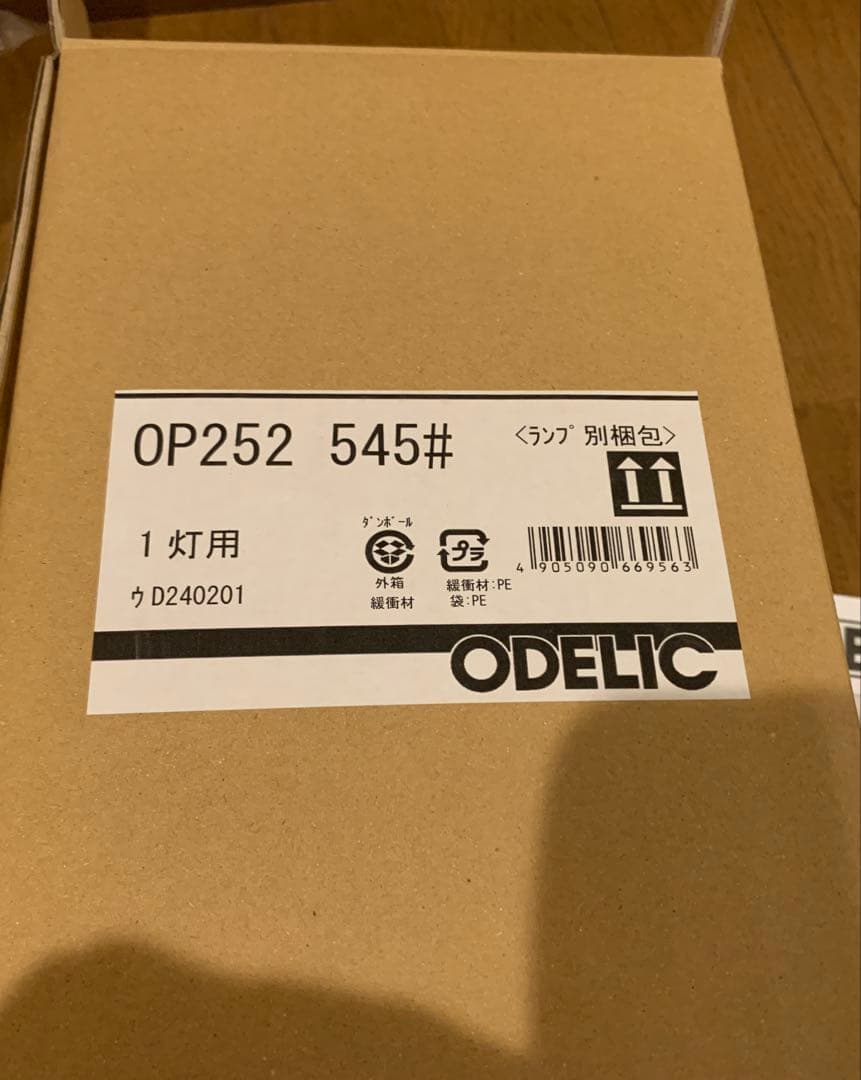 OP252 545#
<ランプ 別梱包>
1灯用
ウD240201
ダンボール
外箱
緩衝材
プラ
緩衝材:PE
袋:PE
4905090669563
ODELIC